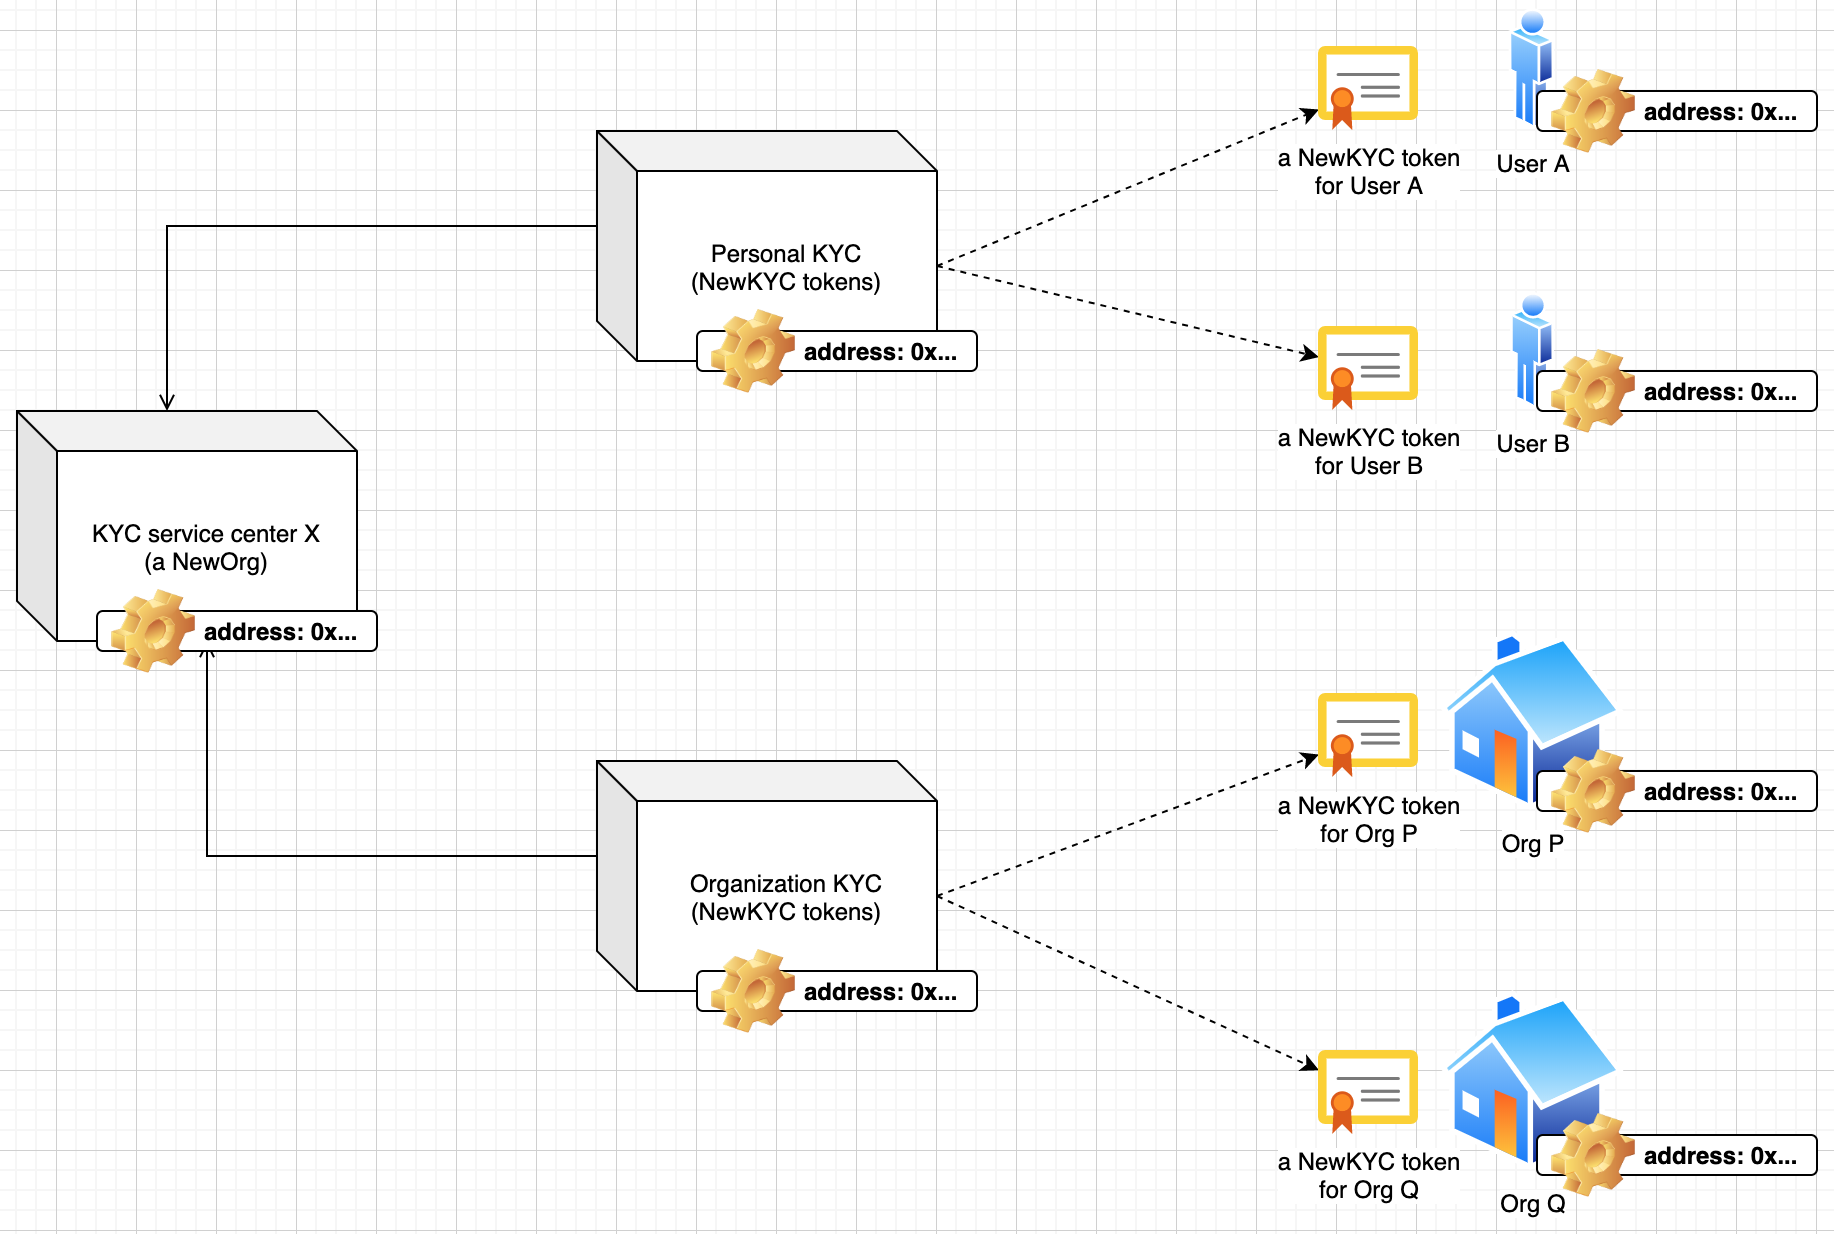 address: 0x...
User A
a NewKYC token
for User A
Personal KYC
(NewKYC tokens)
address: 0x...
address: 0x...
User B
a NewKYC token
for User B
KYC service center X
(a NewOrg)
address: 0x...
address: 0x...
Org P
a NewKYC token
for Org P
Organization KYC
(NewKYC tokens)
address: 0x...
address: 0x...
Org Q
a NewKYC token
for Org Q